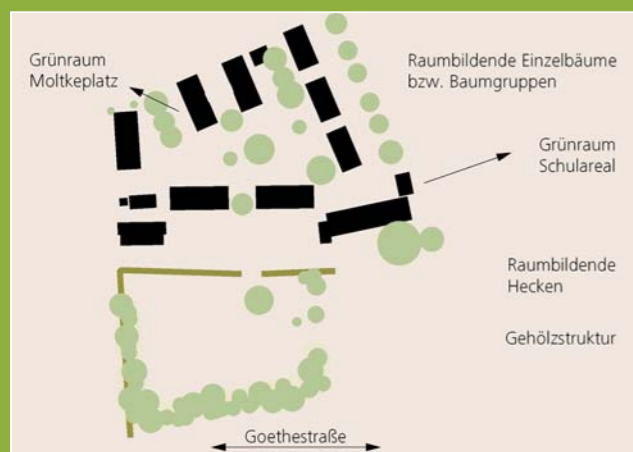 Grünraum
Moltkeplatz
Raumbildende Einzelbäume
bzw. Baumgruppen
Grünraum
Schulareal
Raumbildende
Hecken
Gehölzstruktur
Goethestraße